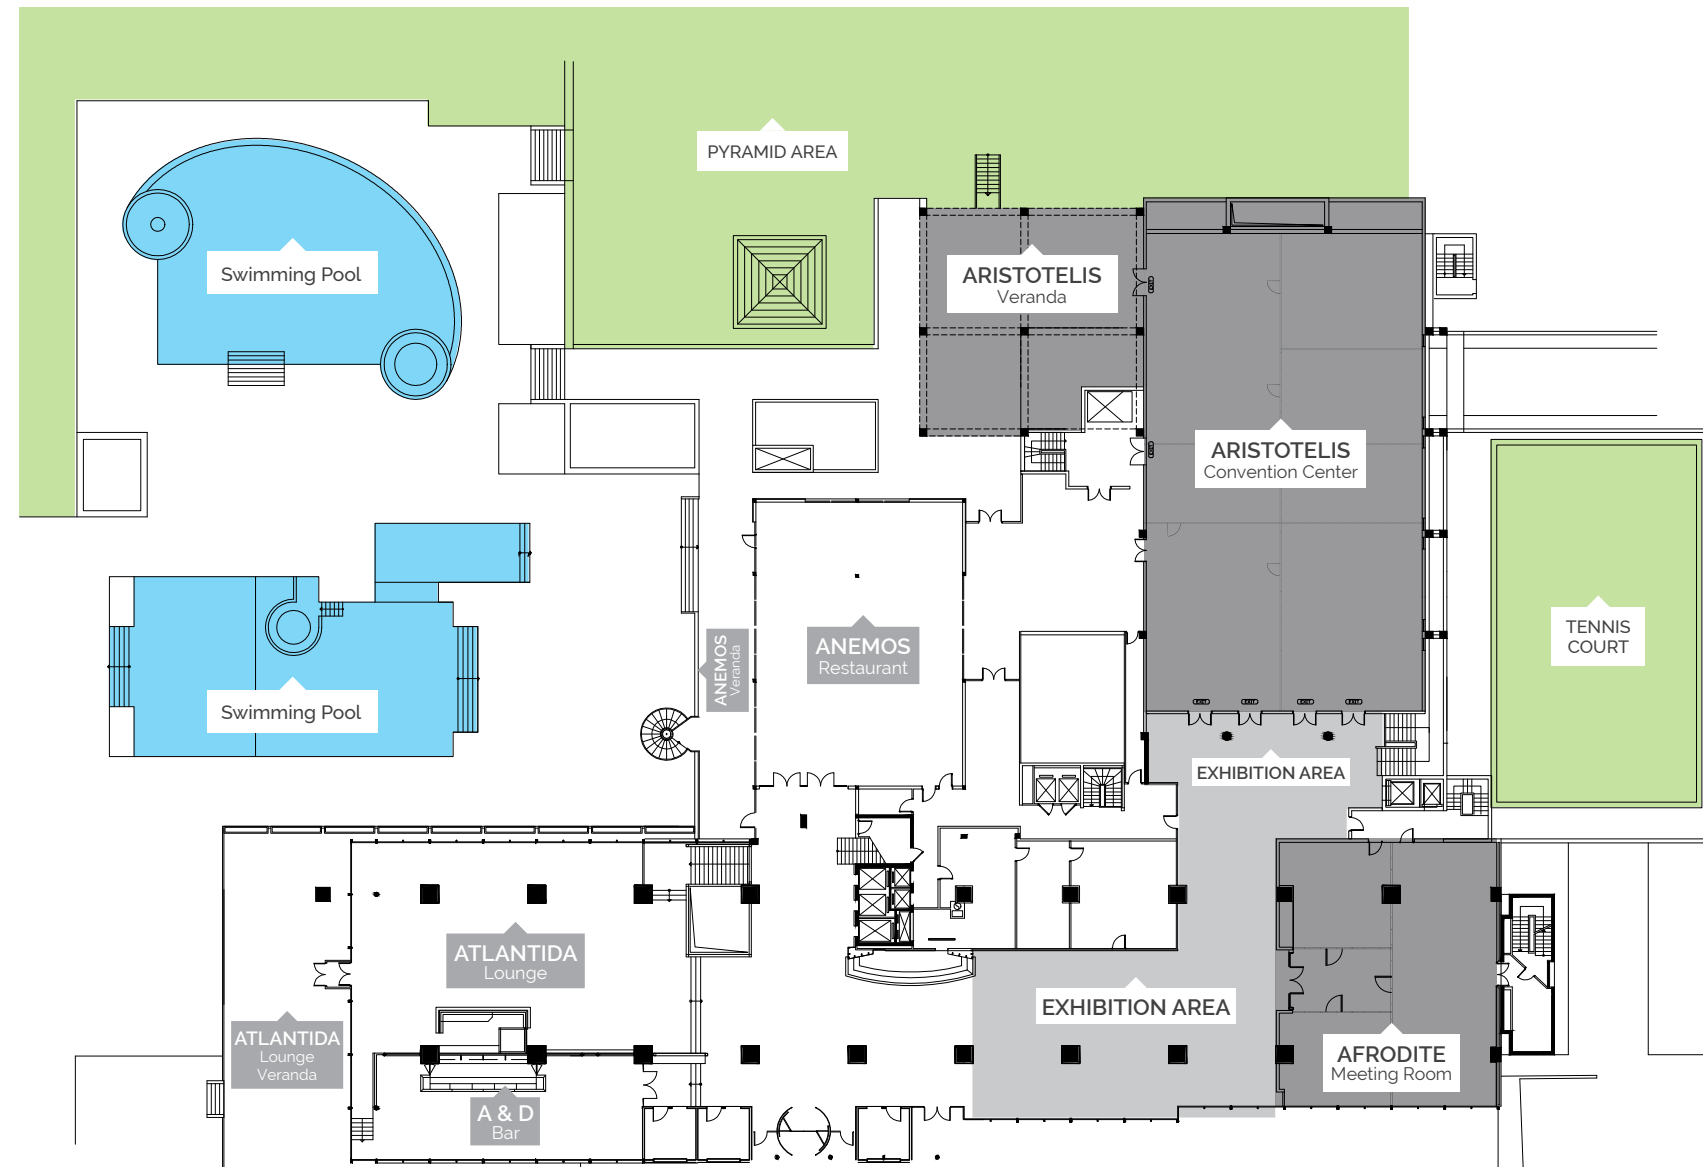 PYRAMID AREA
Swimming Pool
ARISTOTELIS
Veranda
ARISTOTELIS
Convention Center
TENNIS
COURT
ANEMOS
Veranda
ANEMOS
Restaurant
Swimming Pool
EXHIBITION AREA
ATLANTIDA
Lounge
EXHIBITION AREA
ATLANTIDA
Lounge
Veranda
AFRODITE
Meeting Room
A & D
Bar